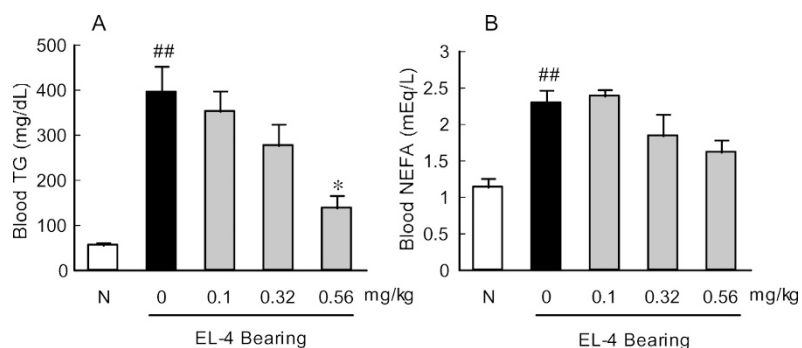 A
Blood TG (mg/dL)
500
400
300
200
100
0
##
*
N 0 0.1 0.32 0.56 mg/kg
EL-4 Bearing
B
Blood NEFA (mEq/L)
3
2.5
2
1.5
1
0.5
0
##
N 0 0.1 0.32 0.56 mg/kg
EL-4 Bearing